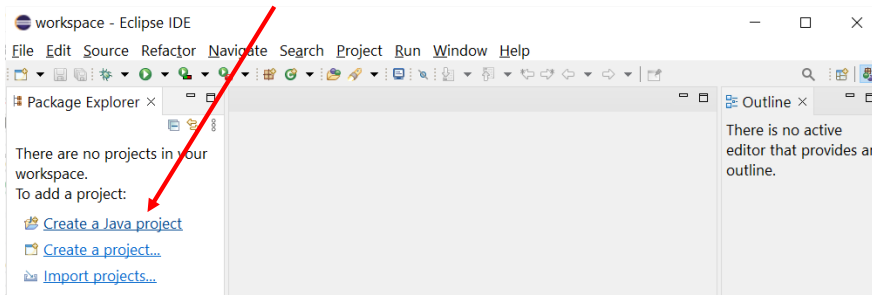 workspace - Eclipse IDE
File Edit Source Refactor Navigate Search Project Run Window Help
Package Explorer
There are no projects in your
workspace.
To add a project:
Create a Java project
Create a project...
Import projects...
Outline
There is no active
editor that provides an
outline.